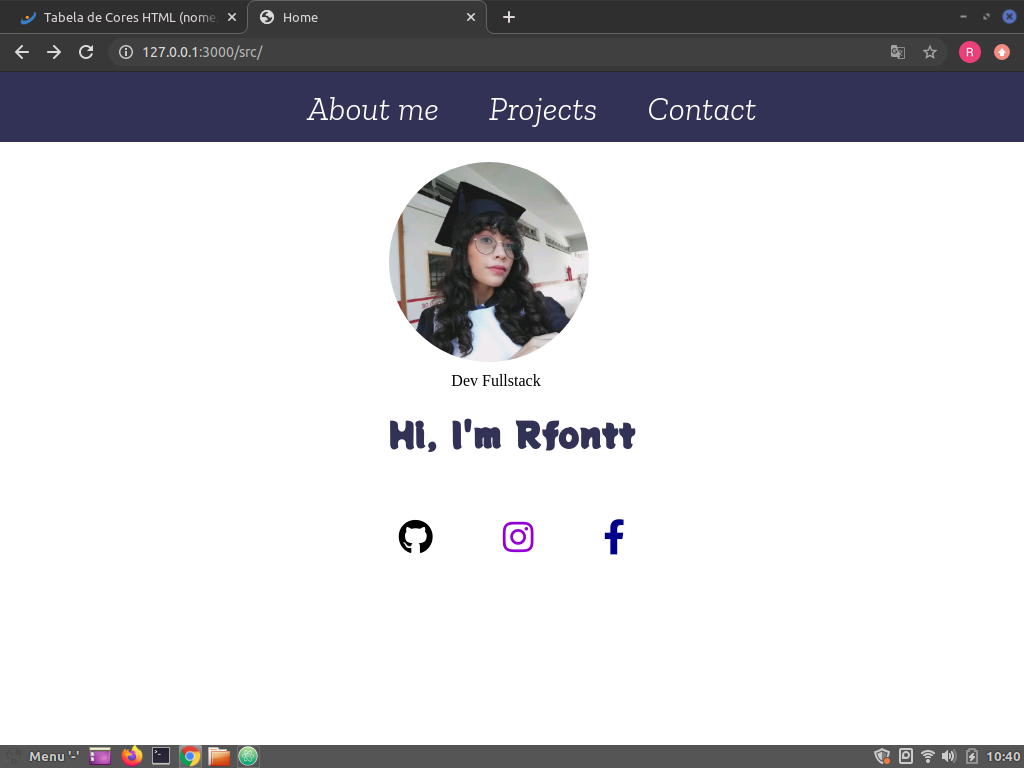 Tabela de Cores HTML (nome,
Home
127.0.0.1:3000/src/
R
About me
Projects
Contact
Dev Fullstack
Hi, I'm Rfontt
Menu '-'
10:40